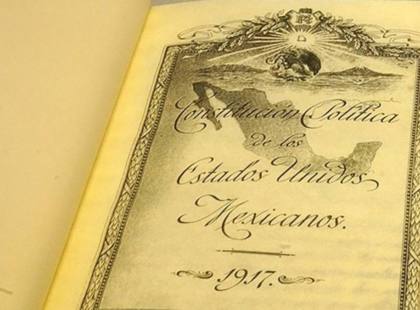 Constitución Política
de los
Estados Unidos
Mexicanos.
1917.